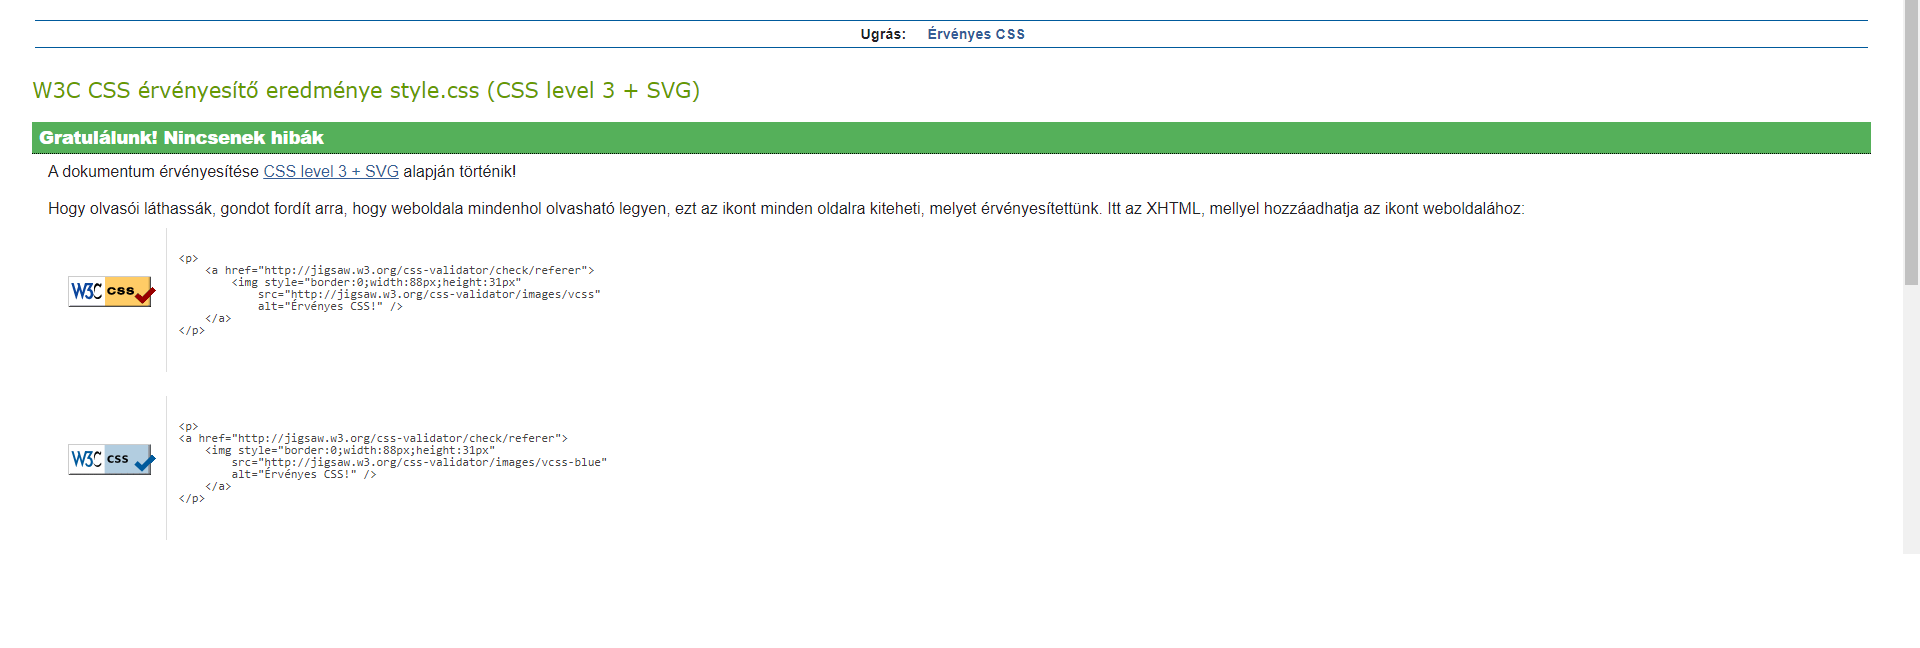 Ugrás: Érvényes CSS
W3C CSS érvényesítő eredménye style.css (CSS level 3 + SVG)
Gratulálunk! Nincsenek hibák
A dokumentum érvényesítése CSS level 3 + SVG alapján történik!
Hogy olvasói láthassák, gondot fordít arra, hogy weboldala mindenhol olvasható legyen, ezt az ikont minden oldalra kiteheti, melyet érvényesítettünk. Itt az XHTML, mellyel hozzáadhatja az ikont weboldalához:
W3C css
<p>
    <a href="http://jigsaw.w3.org/css-validator/check/referer">
        <img style="border:0;width:88px;height:31px"
            src="http://jigsaw.w3.org/css-validator/images/vcss"
            alt="Érvényes CSS!" />
    </a>
</p>
W3C css
<p>
<a href="http://jigsaw.w3.org/css-validator/check/referer">
    <img style="border:0;width:88px;height:31px"
        src="http://jigsaw.w3.org/css-validator/images/vcss-blue"
        alt="Érvényes CSS!" />
    </a>
</p>